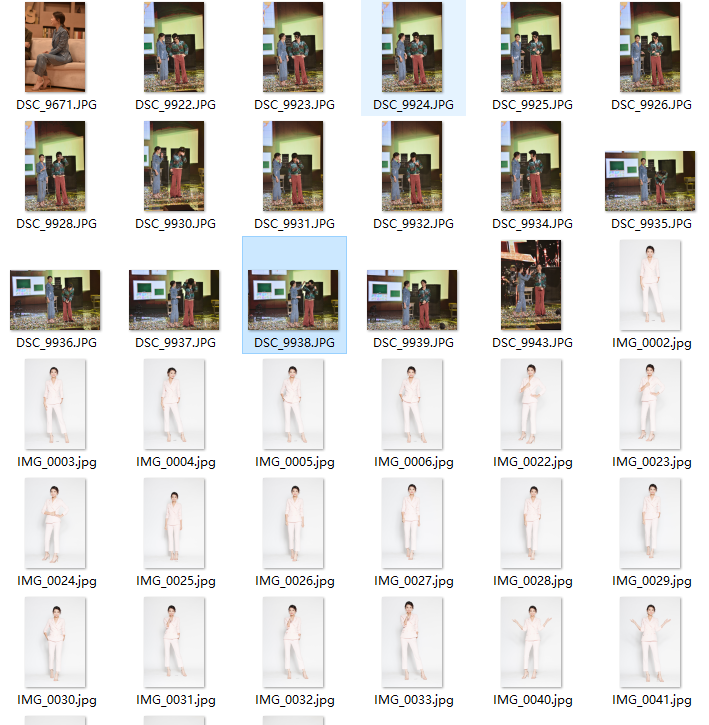 DSC_9671.JPG DSC_9922.JPG DSC_9923.JPG DSC_9924.JPG DSC_9925.JPG DSC_9926.JPG
DSC_9928.JPG DSC_9930.JPG DSC_9931.JPG DSC_9932.JPG DSC_9934.JPG DSC_9935.JPG
DSC_9936.JPG DSC_9937.JPG DSC_9938.JPG DSC_9939.JPG DSC_9943.JPG IMG_0002.jpg
IMG_0003.jpg IMG_0004.jpg IMG_0005.jpg IMG_0006.jpg IMG_0022.jpg IMG_0023.jpg
IMG_0024.jpg IMG_0025.jpg IMG_0026.jpg IMG_0027.jpg IMG_0028.jpg IMG_0029.jpg
IMG_0030.jpg IMG_0031.jpg IMG_0032.jpg IMG_0033.jpg IMG_0040.jpg IMG_0041.jpg